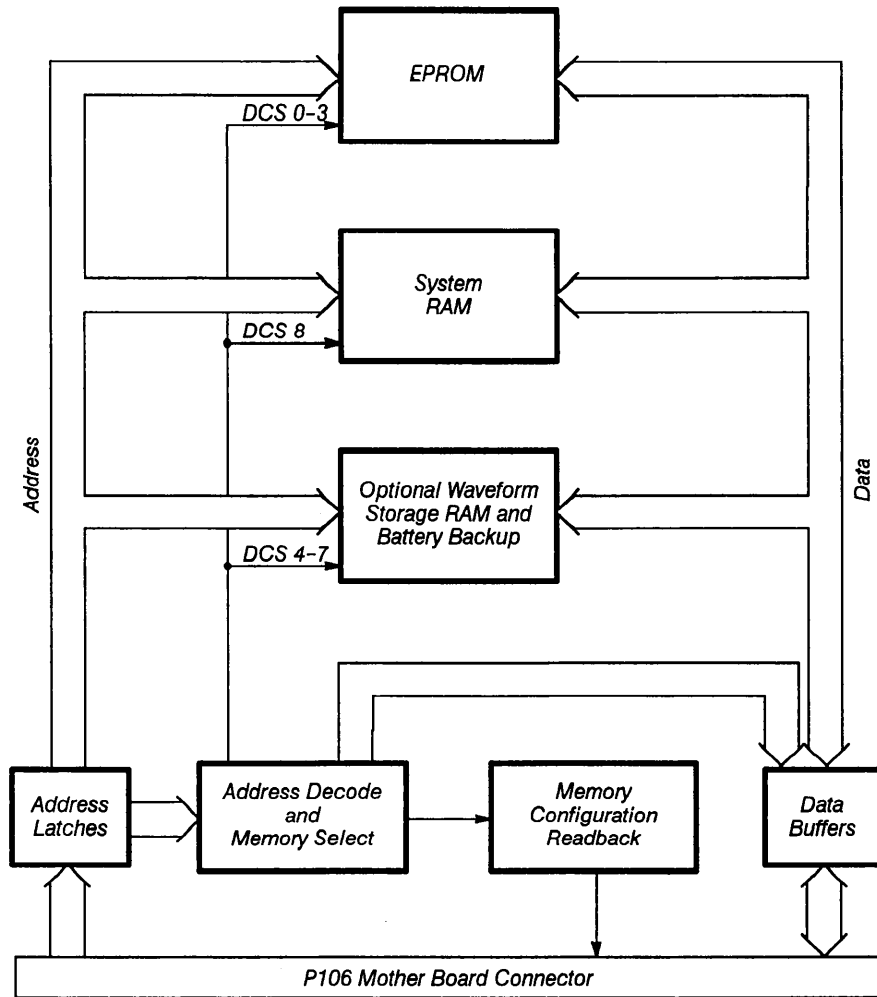 EPROM
DCS 0-3
System
RAM
DCS 8
Address
Data
Optional Waveform
Storage RAM and
Battery Backup
DCS 4-7
Address
Latches
Address Decode
and
Memory Select
Memory
Configuration
Readback
Data
Buffers
P106 Mother Board Connector